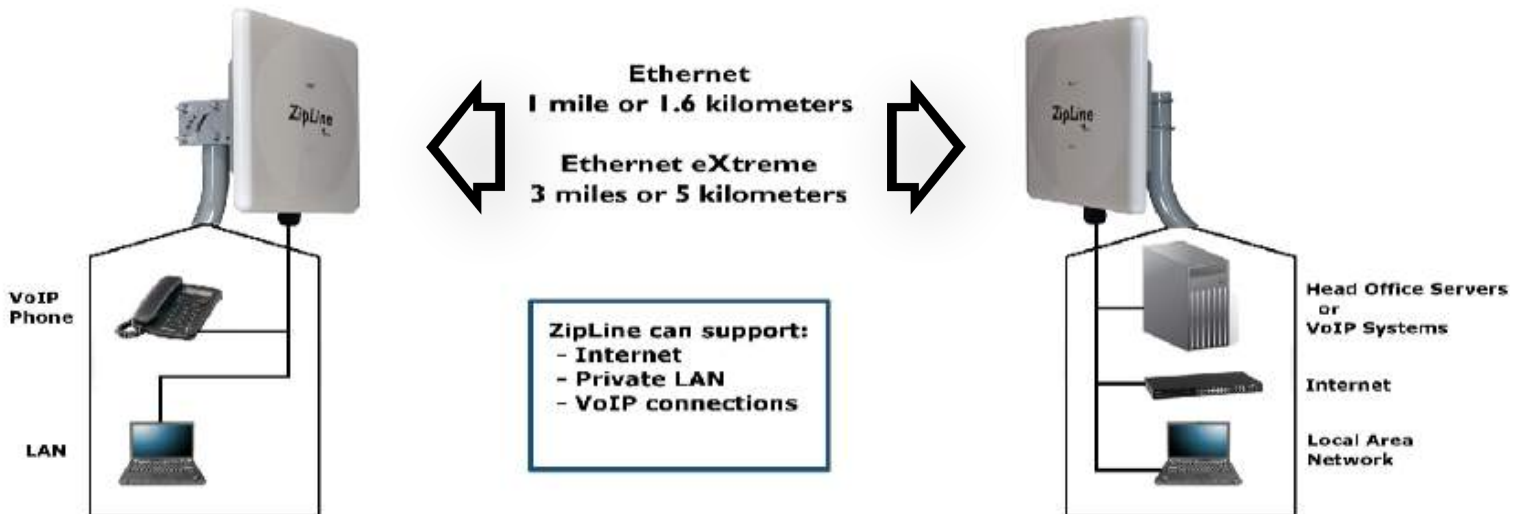 ZipLine
Ethernet
1 mile or 1.6 kilometers
Ethernet eXtreme
3 miles or 5 kilometers
ZipLine
VoIP
Phone
LAN
ZipLine can support:
- Internet
- Private LAN
- VoIP connections
Head Office Servers
or
VoIP Systems
Internet
Local Area
Network